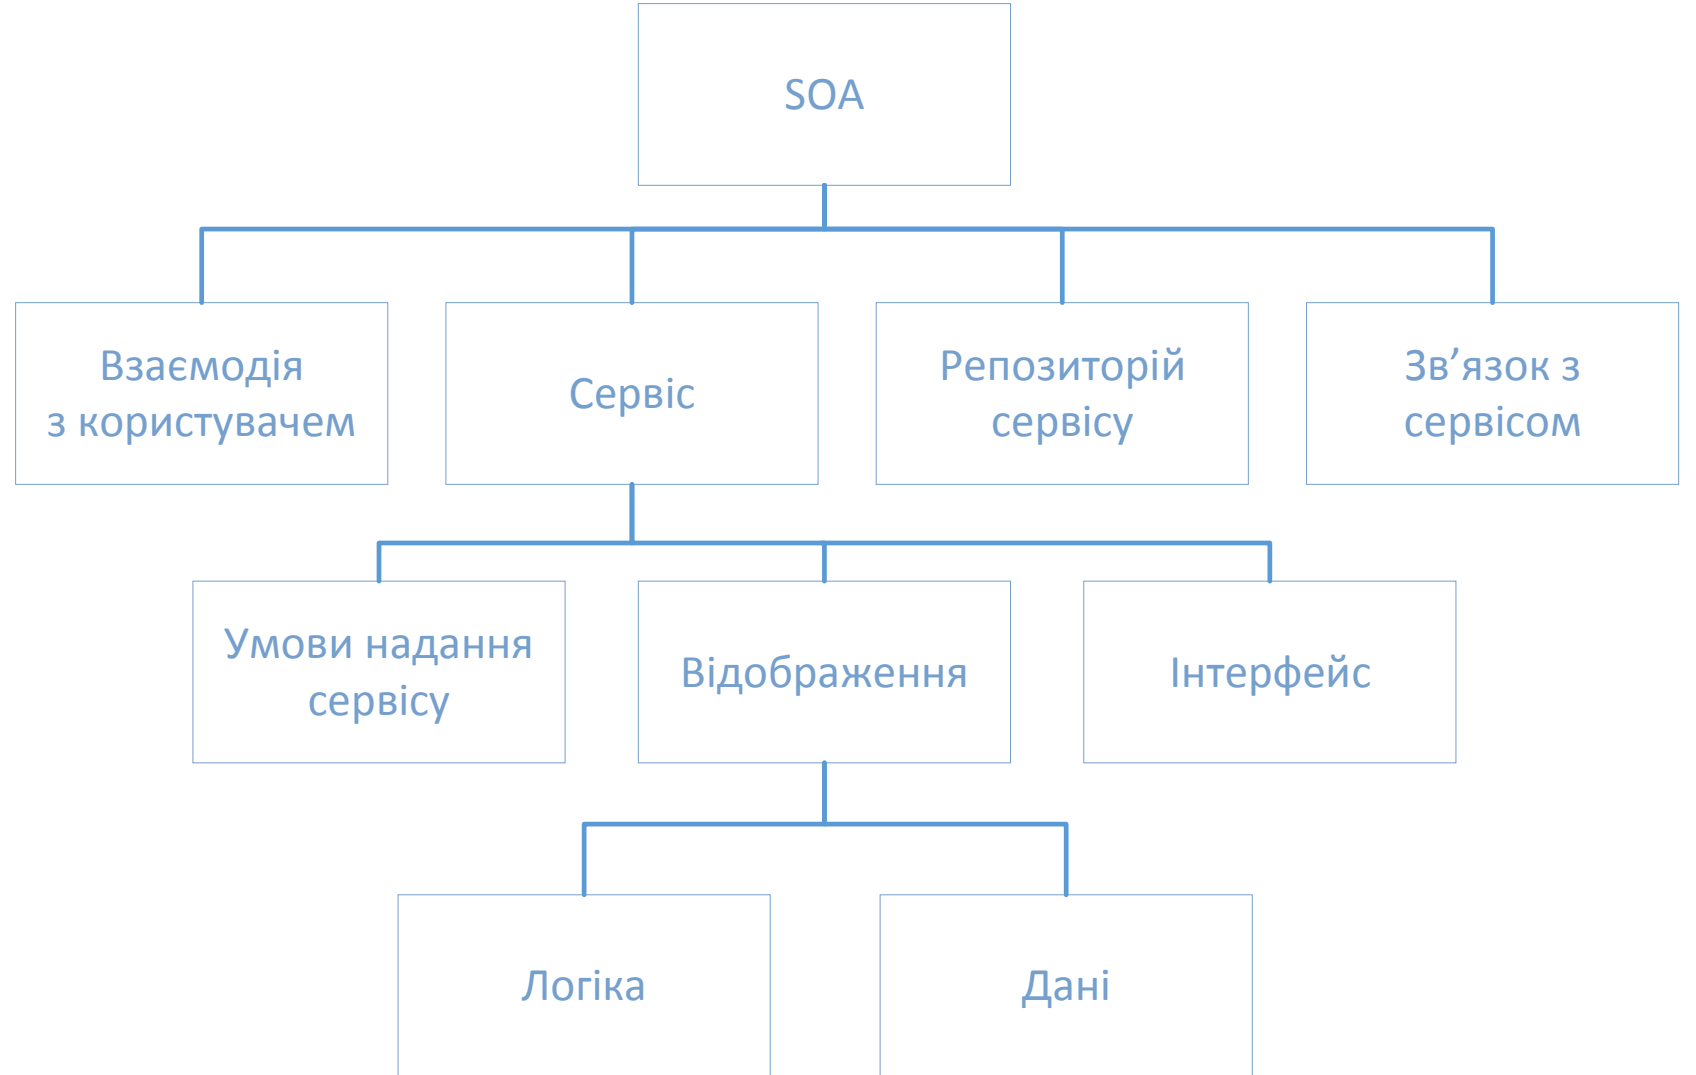 SOA
Взаємодія
з користувачем
Сервіс
Репозиторій
сервісу
Зв’язок з
сервісом
Умови надання
сервісу
Відображення
Інтерфейс
Логіка
Дані